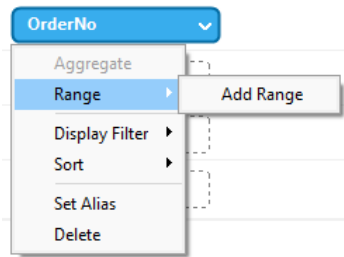 OrderNo
Aggregate
Range
Add Range
Display Filter
Sort
Set Alias
Delete